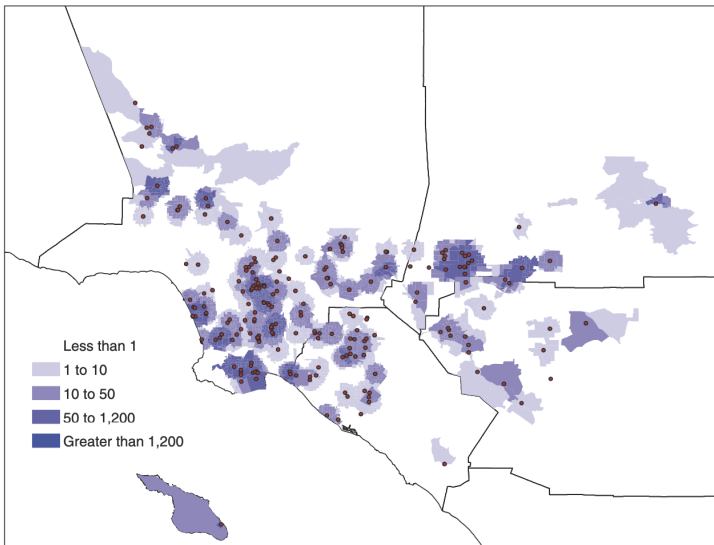 Less than 1
1 to 10
10 to 50
50 to 1,200
Greater than 1,200